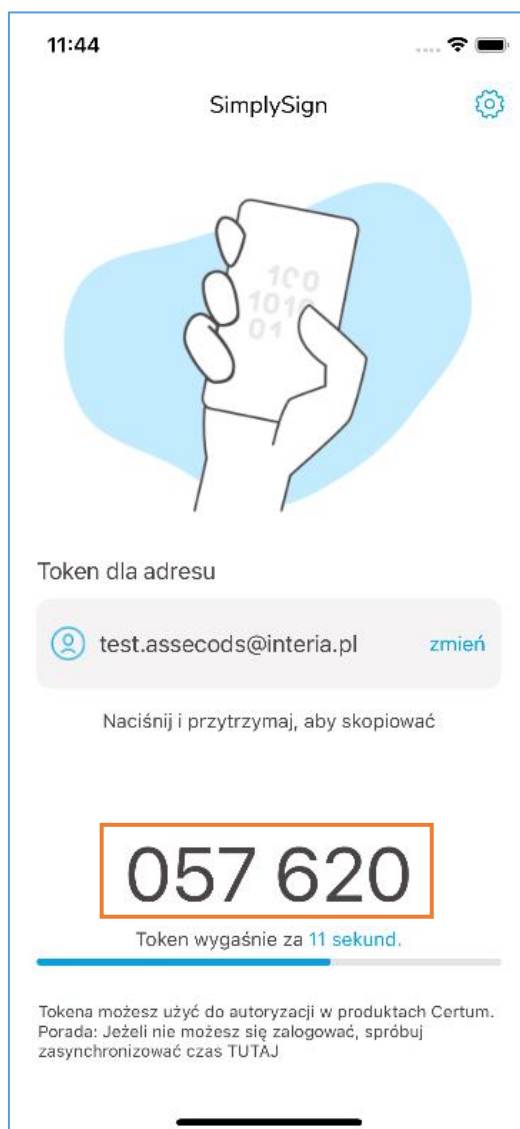 11:44
SimplySign
100
1010
01
Token dla adresu
test.assecods@interia.pl zmień
Naciśnij i przytrzymaj, aby skopiować
057 620
Token wygaśnie za 11 sekund.
Tokena możesz użyć do autoryzacji w produktach Certum.
Porada: Jeżeli nie możesz się zalogować, spróbuj
zasynchronizować czas TUTAJ